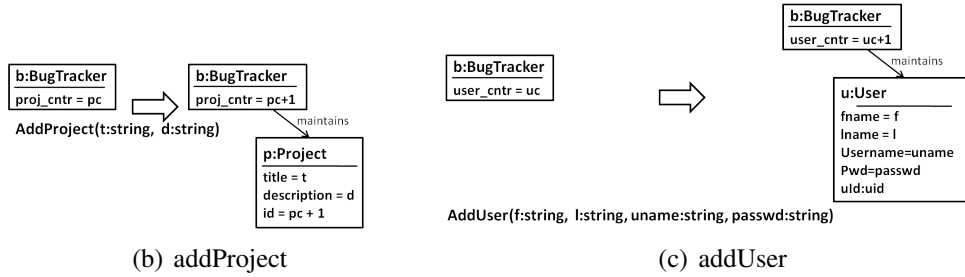 b:BugTracker
proj_cntr = pc
AddProject(t:string, d:string)
b:BugTracker
proj_cntr = pc+1
maintains
p:Project
title = t
description = d
id = pc + 1
(b) addProject
b:BugTracker
user_cntr = uc
b:BugTracker
user_cntr = uc+1
maintains
u:User
fname = f
lname = l
Username=uname
Pwd=passwd
uId:uid
AddUser(f:string, l:string, uname:string, passwd:string)
(c) addUser